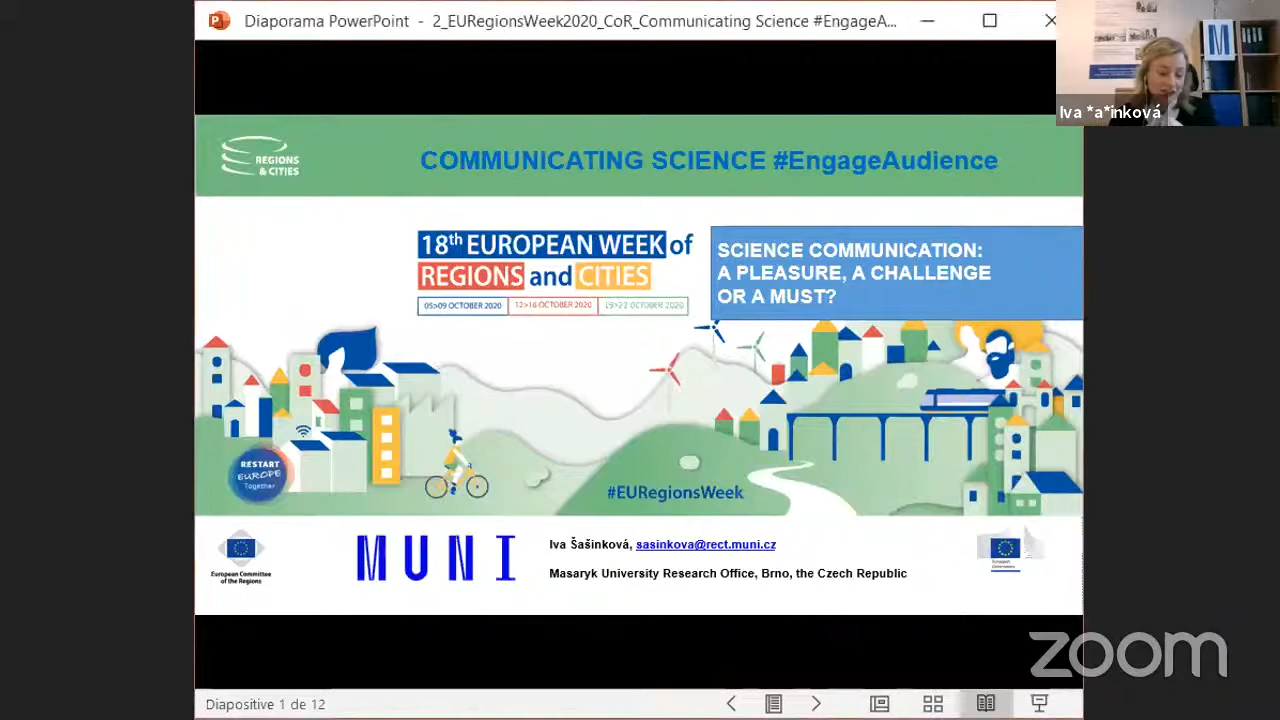 Diaporama PowerPoint - 2_EURegionsWeek2020_CoR_Communicating Science #EngageA...
Iva *a*inková
REGIONS
& CITIES
COMMUNICATING SCIENCE #EngageAudience
18th EUROPEAN WEEK of
REGIONS and CITIES
05>09 OCTOBER 2020 12>16 OCTOBER 2020 19>22 OCTOBER 2020
SCIENCE COMMUNICATION:
A PLEASURE, A CHALLENGE
OR A MUST?
RESTART
EUROPE
Together
#EURegionsWeek
European Committee
of the Regions
MUNI
Iva Šašinková, sasinkova@rect.muni.cz
Masaryk University Research Office, Brno, the Czech Republic
European
Commission
zoom
Diapositive 1 de 12